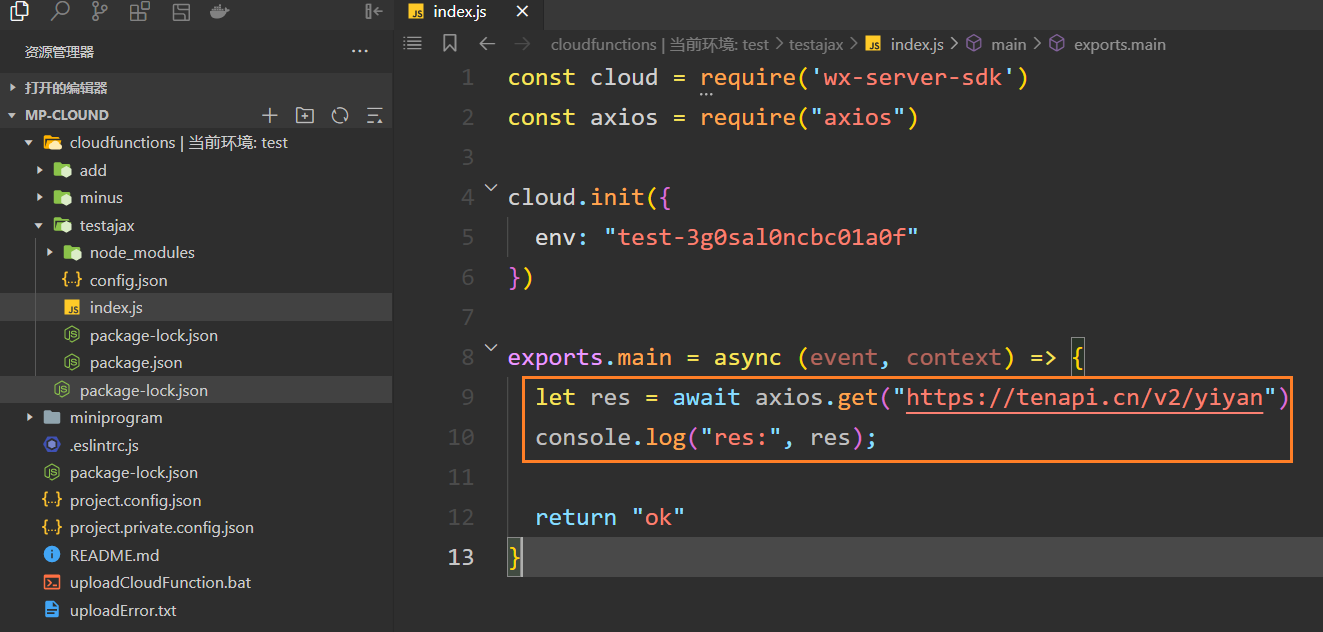 index.js
资源管理器
cloudfunctions | 当前环境: test
testajax
index.js
main
exports.main
打开的编辑器
MP-CLOUND
cloudfunctions | 当前环境: test
add
minus
testajax
node_modules
config.json
index.js
package-lock.json
package.json
package-lock.json
miniprogram
.eslintrc.js
package-lock.json
project.config.json
project.private.config.json
README.md
uploadCloudFunction.bat
uploadError.txt
1 const cloud = require('wx-server-sdk')
2 const axios = require("axios")
3
4 cloud.init({
5 env: "test-3g0sal0ncbc01a0f"
6 })
7
8 exports.main = async (event, context) => {
9 let res = await axios.get("https://tenapi.cn/v2/yiyan")
10 console.log("res:", res);
11
12 return "ok"
13 }